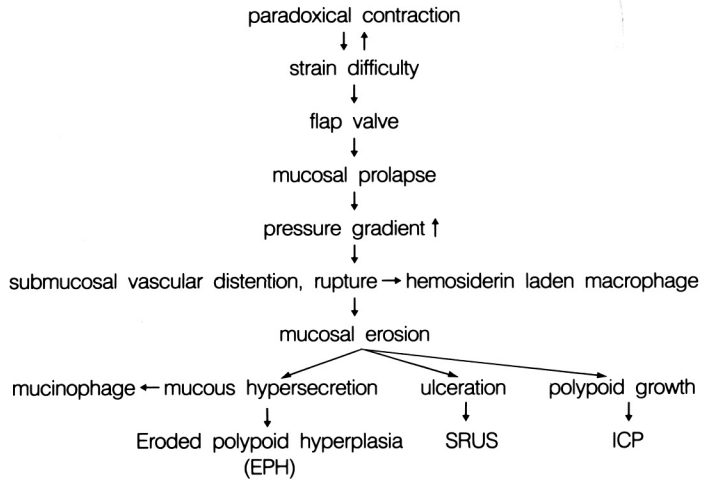 paradoxical contraction
↓ ↑
strain difficulty
↓
flap valve
↓
mucosal prolapse
↓
pressure gradient ↑
↓
submucosal vascular distention, rupture → hemosiderin laden macrophage
↓
mucosal erosion
mucinophage ← mucous hypersecretion ulceration polypoid growth
↓ ↓ ↓
Eroded polypoid hyperplasia SRUS ICP
(EPH)